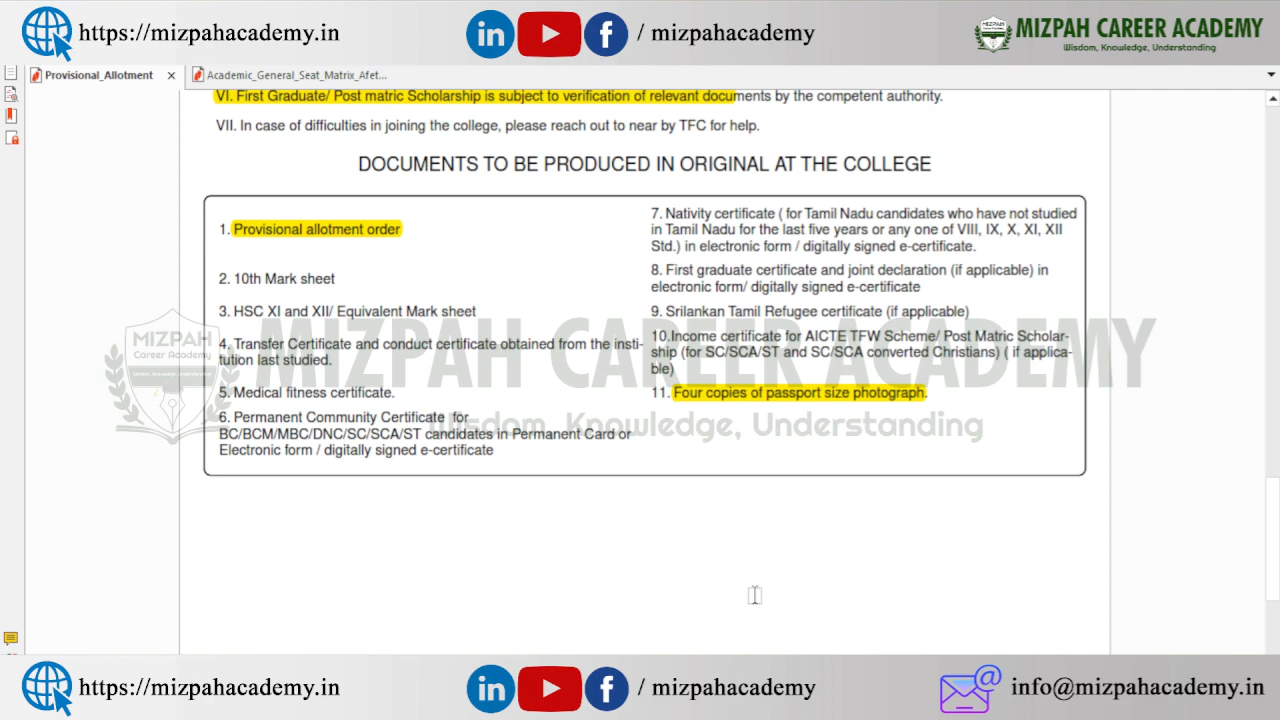 https://mizpahacademy.in
/ mizpahacademy
MIZPAH CAREER ACADEMY
Wisdom, Knowledge, Understanding
Provisional_Allotment
Academic_General_Seat_Matrix_Afet...
VI. First Graduate/ Post matric Scholarship is subject to verification of relevant documents by the competent authority.
VII. In case of difficulties in joining the college, please reach out to near by TFC for help.
DOCUMENTS TO BE PRODUCED IN ORIGINAL AT THE COLLEGE
1. Provisional allotment order
2. 10th Mark sheet
3. HSC XI and XII/ Equivalent Mark sheet
4. Transfer Certificate and conduct certificate obtained from the insti-
tution last studied.
5. Medical fitness certificate.
6. Permanent Community Certificate for
BC/BCM/MBC/DNC/SC/SCA/ST candidates in Permanent Card or
Electronic form / digitally signed e-certificate
7. Nativity certificate ( for Tamil Nadu candidates who have not studied
in Tamil Nadu for the last five years or any one of VIII, IX, X, XI, XII
Std.) in electronic form / digitally signed e-certificate.
8. First graduate certificate and joint declaration (if applicable) in
electronic form/ digitally signed e-certificate
9. Srilankan Tamil Refugee certificate (if applicable)
10.Income certificate for AICTE TFW Scheme/ Post Matric Scholar-
ship (for SC/SCA/ST and SC/SCA converted Christians) ( if applica-
ble)
11. Four copies of passport size photograph.
MIZPAH
Career Academy
MIZPAH CAREER ACADEMY
Wisdom, Knowledge, Understanding
https://mizpahacademy.in
/ mizpahacademy
info@mizpahacademy.in